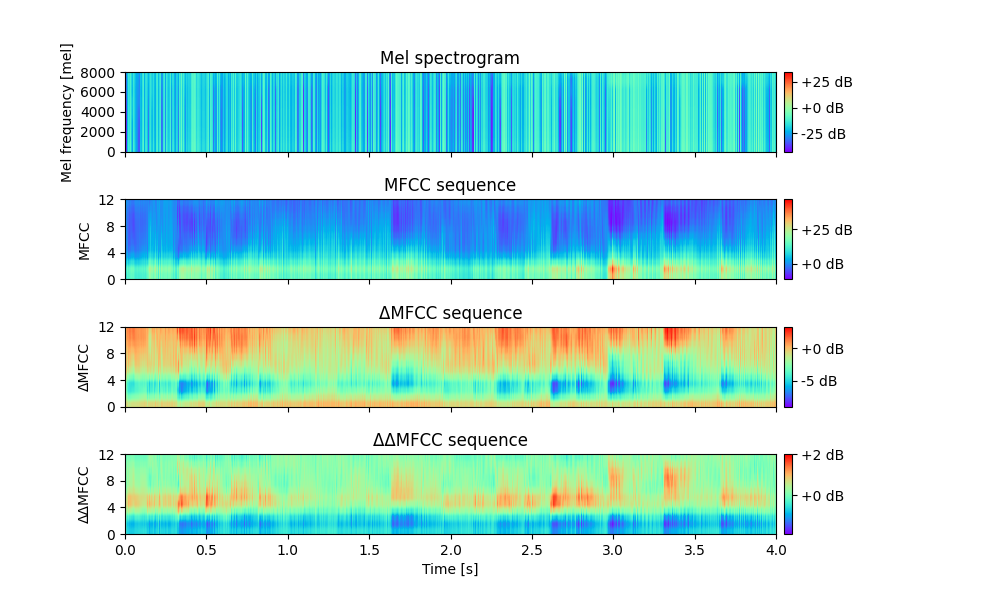 Mel spectrogram
Mel frequency [mel]
8000
6000
4000
2000
0
+25 dB
+0 dB
-25 dB
MFCC sequence
MFCC
12
8
4
0
+25 dB
+0 dB
ΔMFCC sequence
ΔMFCC
12
8
4
0
+0 dB
-5 dB
ΔΔMFCC sequence
ΔΔMFCC
12
8
4
0
+2 dB
+0 dB
0.0 0.5 1.0 1.5 2.0 2.5 3.0 3.5 4.0
Time [s]